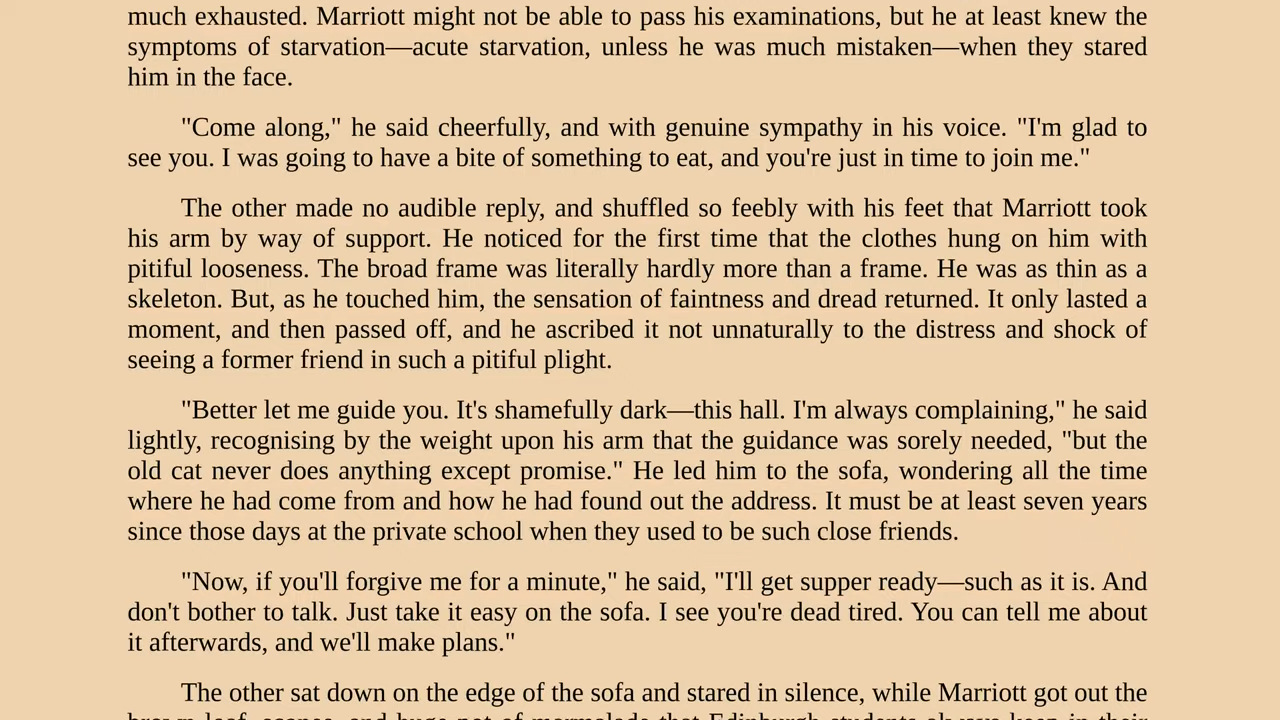 much exhausted. Marriott might not be able to pass his examinations, but he at least knew the
symptoms of starvation—acute starvation, unless he was much mistaken—when they stared
him in the face.
"Come along," he said cheerfully, and with genuine sympathy in his voice. "I'm glad to
see you. I was going to have a bite of something to eat, and you're just in time to join me."
The other made no audible reply, and shuffled so feebly with his feet that Marriott took
his arm by way of support. He noticed for the first time that the clothes hung on him with
pitiful looseness. The broad frame was literally hardly more than a frame. He was as thin as a
skeleton. But, as he touched him, the sensation of faintness and dread returned. It only lasted a
moment, and then passed off, and he ascribed it not unnaturally to the distress and shock of
seeing a former friend in such a pitiful plight.
"Better let me guide you. It's shamefully dark—this hall. I'm always complaining," he said
lightly, recognising by the weight upon his arm that the guidance was sorely needed, "but the
old cat never does anything except promise." He led him to the sofa, wondering all the time
where he had come from and how he had found out the address. It must be at least seven years
since those days at the private school when they used to be such close friends.
"Now, if you'll forgive me for a minute," he said, "I'll get supper ready—such as it is. And
don't bother to talk. Just take it easy on the sofa. I see you're dead tired. You can tell me about
it afterwards, and we'll make plans."
The other sat down on the edge of the sofa and stared in silence, while Marriott got out the
brown loaf, scones, and huge pot of marmalade that Edinburgh students always keep in their